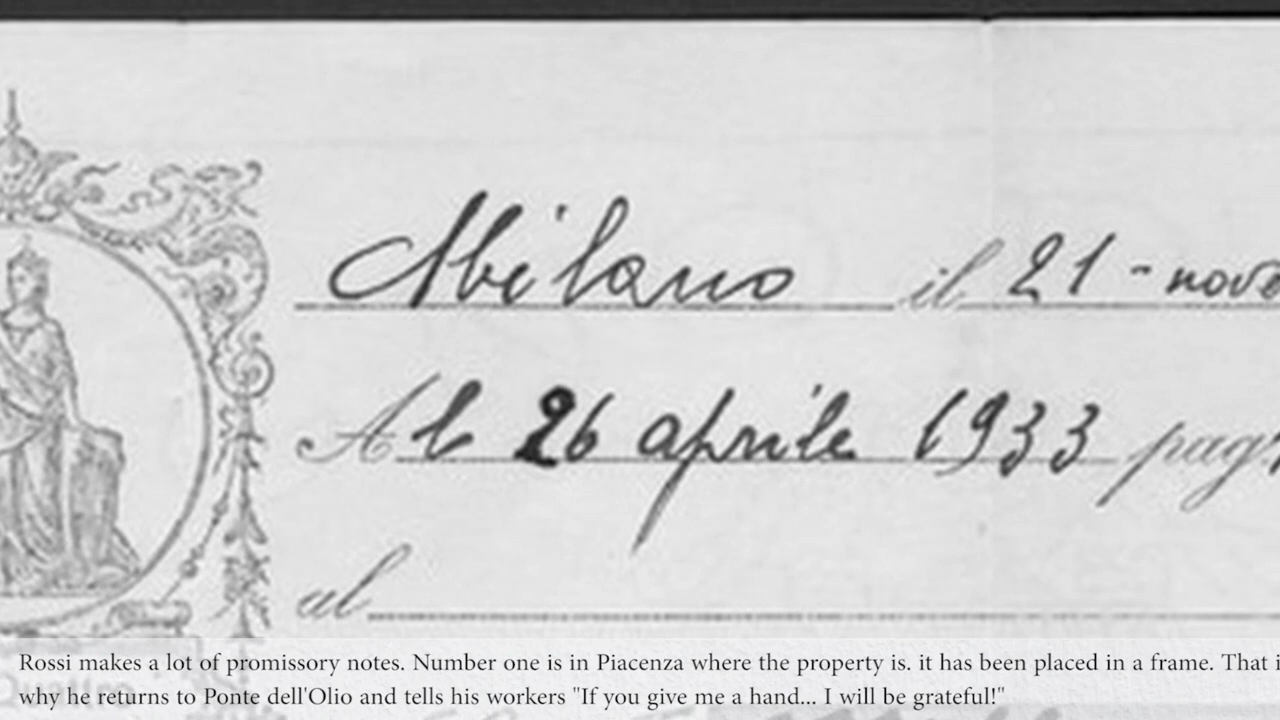 Milano il 21 - nove
Al 26 aprile 1933 pag
al
Rossi makes a lot of promissory notes. Number one is in Piacenza where the property is. it has been placed in a frame. That i
why he returns to Ponte dell'Olio and tells his workers "If you give me a hand... I will be grateful!"